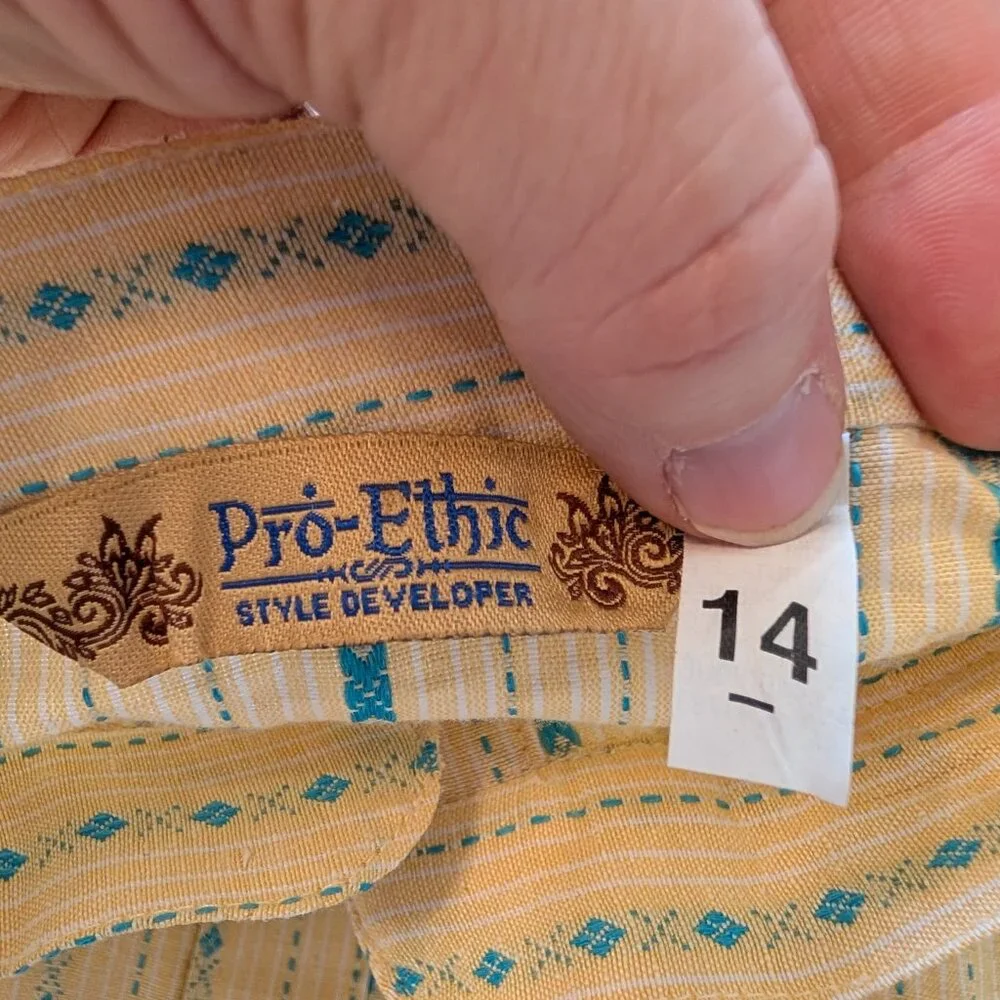 Pro-Ethic
STYLE DEVELOPER
14
-